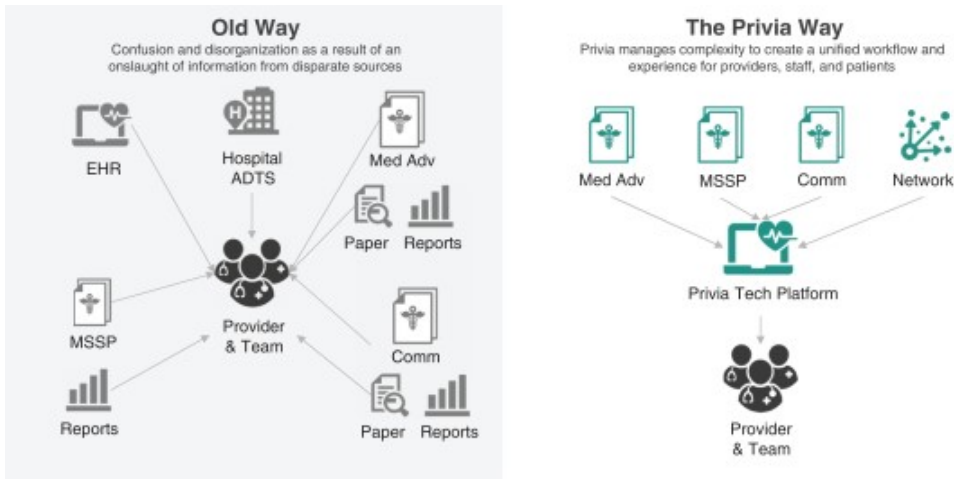 Old Way
Confusion and disorganization as a result of an
onslaught of information from disparate sources
EHR
H
Hospital
ADTS
Med Adv
Paper
Reports
MSSP
Provider
& Team
Comm
Reports
Paper
Reports
The Privia Way
Privia manages complexity to create a unified workflow and
experience for providers, staff, and patients
Med Adv
MSSP
Comm
Network
Privia Tech Platform
Provider
& Team